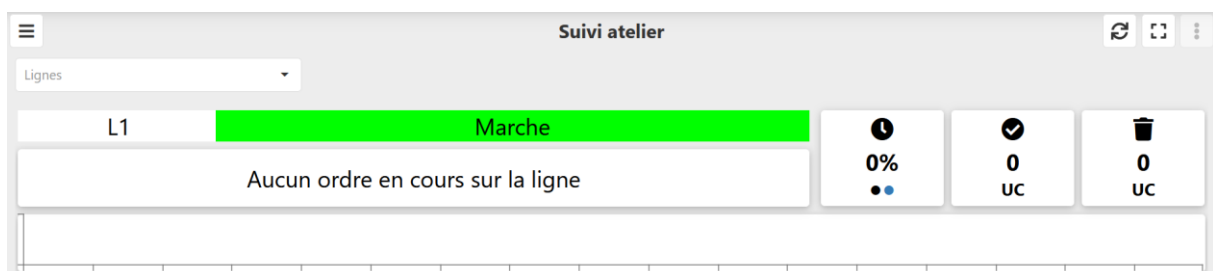 Suivi atelier
Lignes
L1
Marche
Aucun ordre en cours sur la ligne
0%
0
UC
0
UC